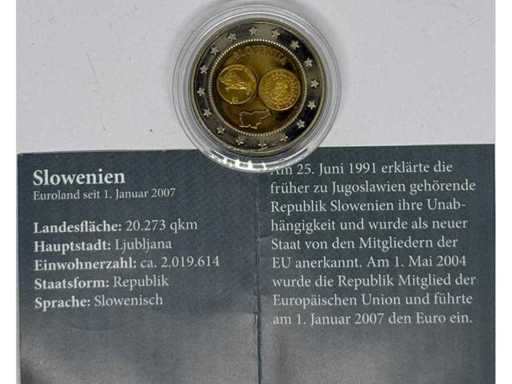 SLOVENIA
Slowenien
Euroland seit 1. Januar 2007
Landesfläche: 20.273 qkm
Hauptstadt: Ljubljana
Einwohnerzahl: ca. 2.019.614
Staatsform: Republik
Sprache: Slowenisch
Am 25. Juni 1991 erklärte die
früher zu Jugoslawien gehörende
Republik Slowenien ihre Unab-
hängigkeit und wurde als neuer
Staat von den Mitgliedern der
EU anerkannt. Am 1. Mai 2004
wurde die Republik Mitglied der
Europäischen Union und führte
am 1. Januar 2007 den Euro ein.